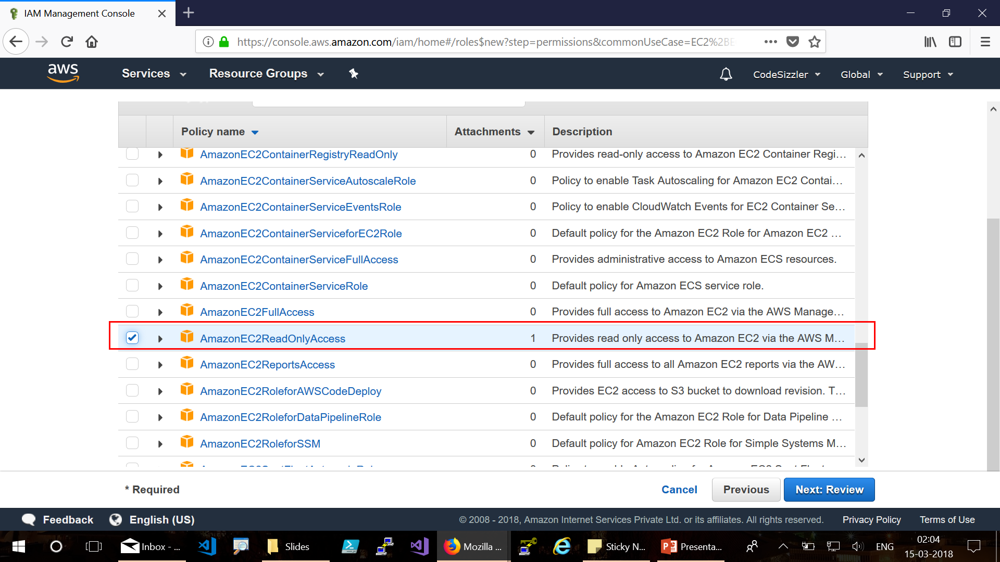 IAM Management Console
https://console.aws.amazon.com/iam/home#/roles$new?step=permissions&commonUseCase=EC2%2B
aws Services Resource Groups CodeSizzler Global Support
Policy name Attachments Description
AmazonEC2ContainerRegistryReadOnly 0 Provides read-only access to Amazon EC2 Container Regi...
AmazonEC2ContainerServiceAutoscaleRole 0 Policy to enable Task Autoscaling for Amazon EC2 Contai...
AmazonEC2ContainerServiceEventsRole 0 Policy to enable CloudWatch Events for EC2 Container Se...
AmazonEC2ContainerServiceforEC2Role 0 Default policy for the Amazon EC2 Role for Amazon EC2 ...
AmazonEC2ContainerServiceFullAccess 0 Provides administrative access to Amazon ECS resources.
AmazonEC2ContainerServiceRole 0 Default policy for Amazon ECS service role.
AmazonEC2FullAccess 0 Provides full access to Amazon EC2 via the AWS Manage...
AmazonEC2ReadOnlyAccess 1 Provides read only access to Amazon EC2 via the AWS M...
AmazonEC2ReportsAccess 0 Provides full access to all Amazon EC2 reports via the AW...
AmazonEC2RoleforAWSCodeDeploy 0 Provides EC2 access to S3 bucket to download revision. T...
AmazonEC2RoleforDataPipelineRole 0 Default policy for the Amazon EC2 Role for Data Pipeline ...
AmazonEC2RoleforSSM 0 Default policy for Amazon EC2 Role for Simple Systems M...
* Required Cancel Previous Next: Review
Feedback English (US) © 2008 - 2018, Amazon Internet Services Private Ltd. or its affiliates. All rights reserved. Privacy Policy Terms of Use
Inbox - ... Slides Mozilla ... Sticky N... Presenta... ENG 02:04
15-03-2018